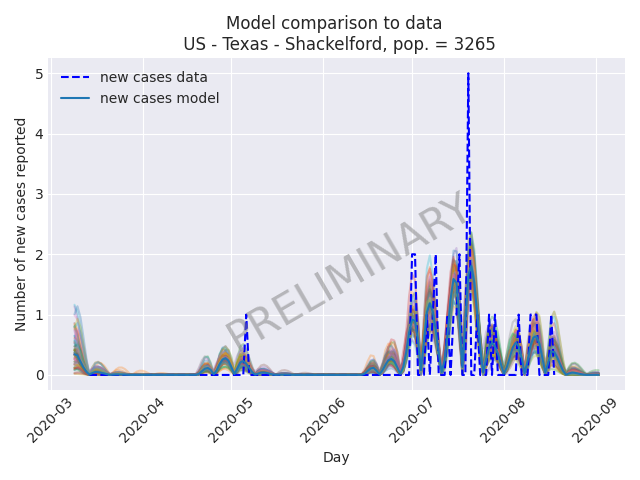 Model comparison to data
US - Texas - Shackelford, pop. = 3265
new cases data
new cases model
PRELIMINARY
Number of new cases reported
5
4
3
2
1
0
2020-03
2020-04
2020-05
2020-06
2020-07
2020-08
2020-09
Day